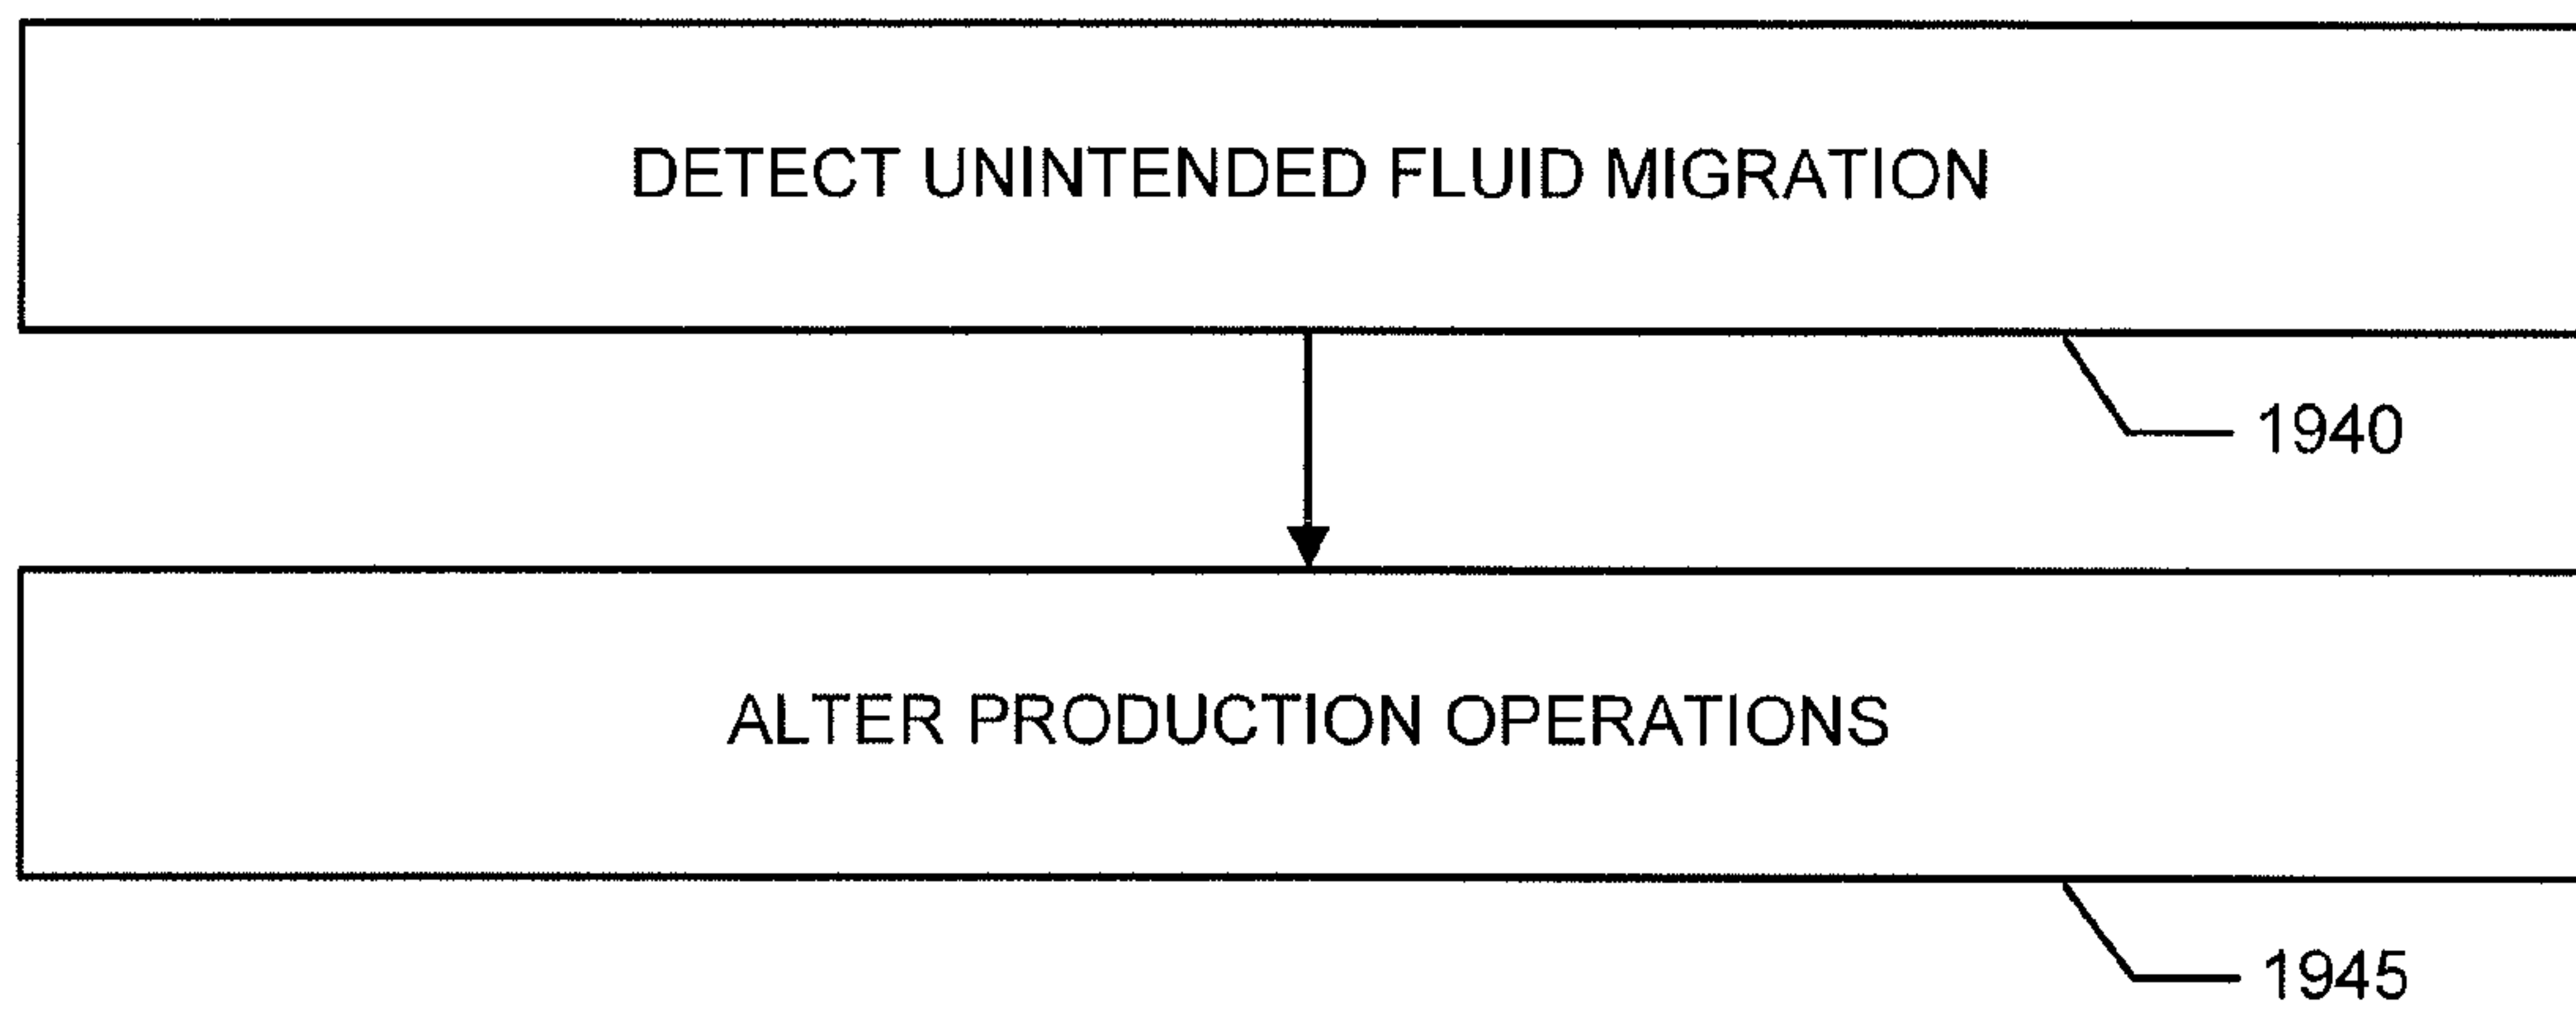 DETECT UNINTENDED FLUID MIGRATION
1940
ALTER PRODUCTION OPERATIONS
1945